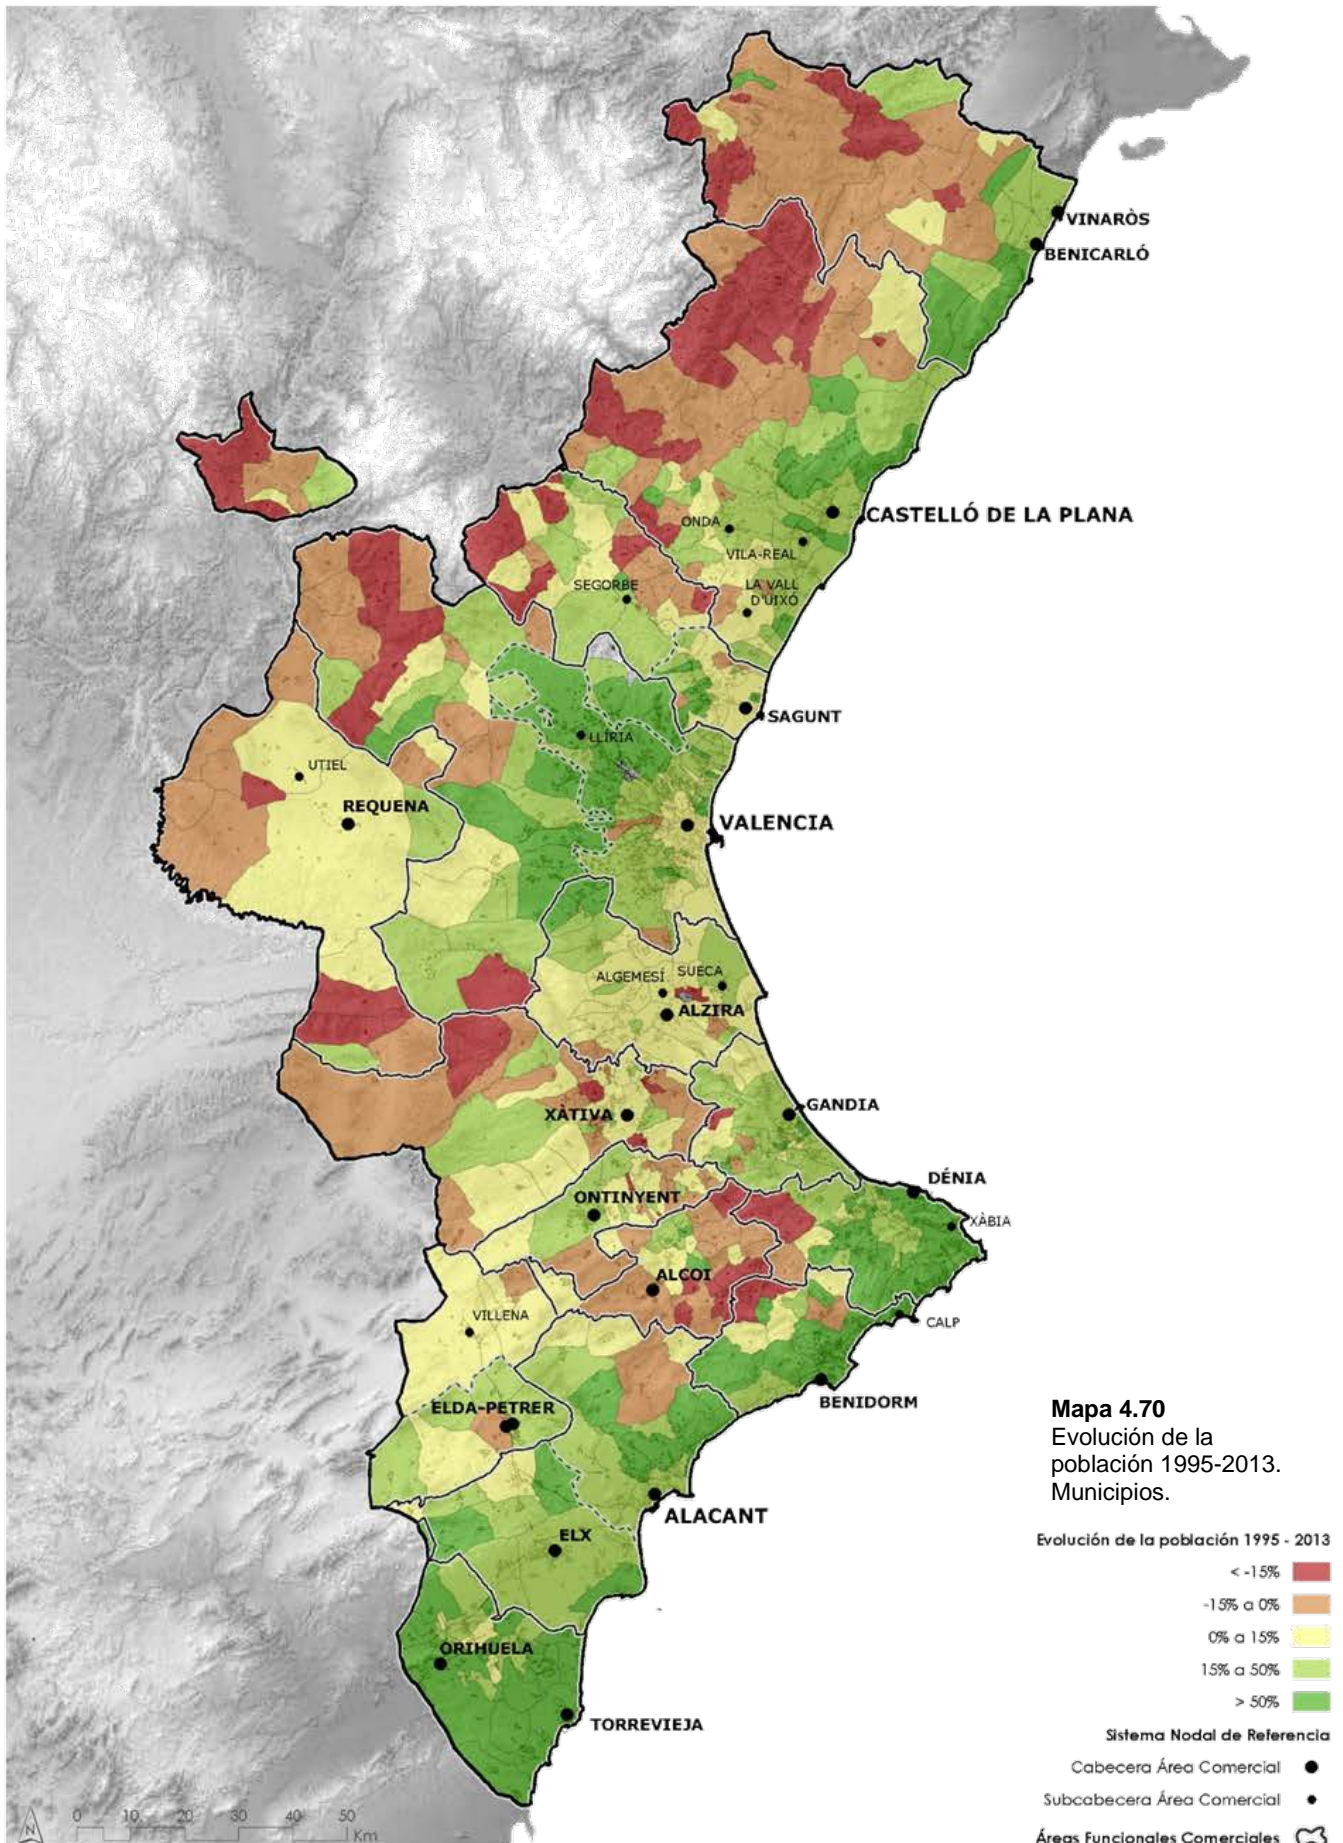 VINARÒS
BENICARLÓ
CASTELLÓ DE LA PLANA
ONDA
VILA-REAL
SEGORBE
LA VALL
D'UIXÓ
SAGUNT
LLÍRIA
UTIEL
REQUENA
VALENCIA
ALGEMESÍ
SUECA
ALZIRA
GANDIA
XÀTIVA
DÉNIA
ONTINYENT
XÀBIA
ALCOI
VILLENA
CALP
BENIDORM
ELDA-PETRER
Mapa 4.70
Evolución de la
población 1995-2013.
Municipios.
ALACANT
ELX
Evolución de la población 1995 - 2013
< -15%
-15% a 0%
0% a 15%
15% a 50%
> 50%
ORIHUELA
TORREVIEJA
Sistema Nodal de Referencia
Cabecera Área Comercial
Subcabecera Área Comercial
Áreas Funcionales Comerciales
N
0 10 20 30 40 50
Km